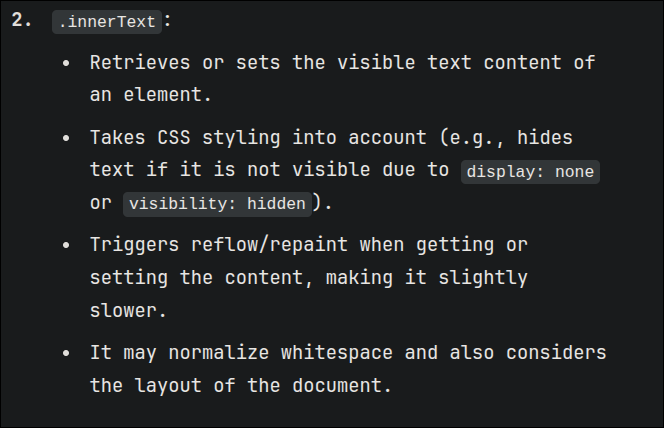 2. .innerText:
• Retrieves or sets the visible text content of
an element.
• Takes CSS styling into account (e.g., hides
text if it is not visible due to display: none
or visibility: hidden).
• Triggers reflow/repaint when getting or
setting the content, making it slightly
slower.
• It may normalize whitespace and also considers
the layout of the document.